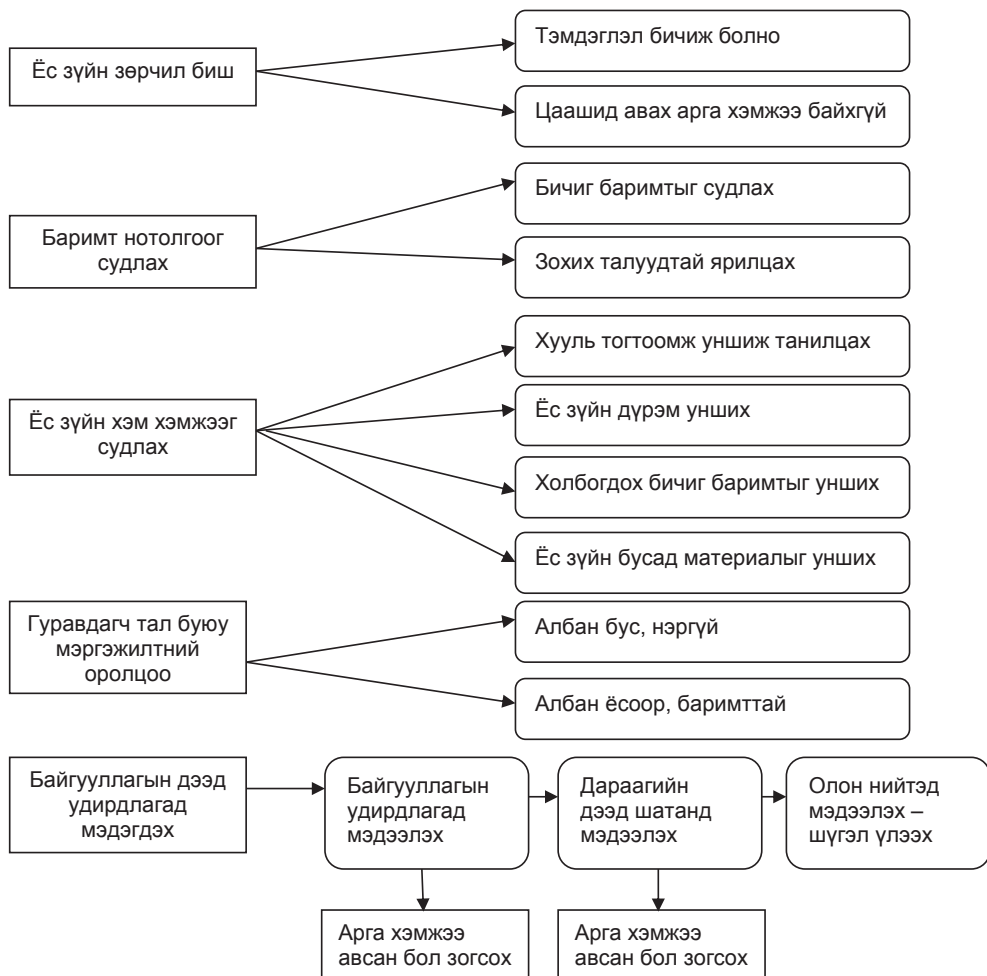 Ёс зүйн зөрчил биш
Тэмдэглэл бичиж болно
Цаашид авах арга хэмжээ байхгүй
Баримт нотолгоог
судлах
Бичиг баримтыг судлах
Зохих талуудтай ярилцах
Ёс зүйн хэм хэмжээг
судлах
Хууль тогтоомж уншиж танилцах
Ёс зүйн дүрэм унших
Холбогдох бичиг баримтыг унших
Ёс зүйн бусад материалыг унших
Гуравдагч тал буюу
мэргэжилтний
оролцоо
Албан бус, нэргүй
Албан ёсоор, баримттай
Байгууллагын дээд
удирдлагад
мэдэгдэх
Байгууллагын
удирдлагад
мэдээлэх
Дараагийн
дээд шатанд
мэдээлэх
Олон нийтэд
мэдээлэх –
шүгэл үлээх
Арга хэмжээ
авсан бол зогсох
Арга хэмжээ
авсан бол зогсох